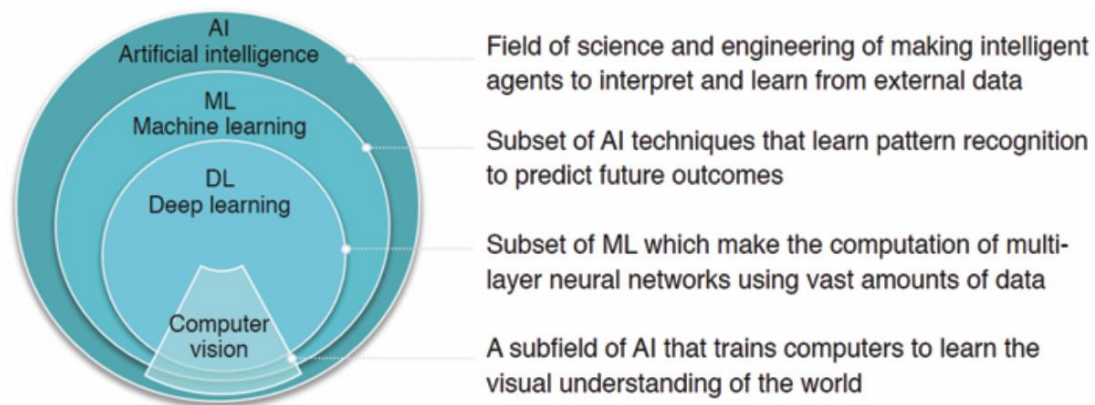 AI
Artificial intelligence
ML
Machine learning
DL
Deep learning
Computer
vision
Field of science and engineering of making intelligent
agents to interpret and learn from external data
Subset of AI techniques that learn pattern recognition
to predict future outcomes
Subset of ML which make the computation of multi-
layer neural networks using vast amounts of data
A subfield of AI that trains computers to learn the
visual understanding of the world